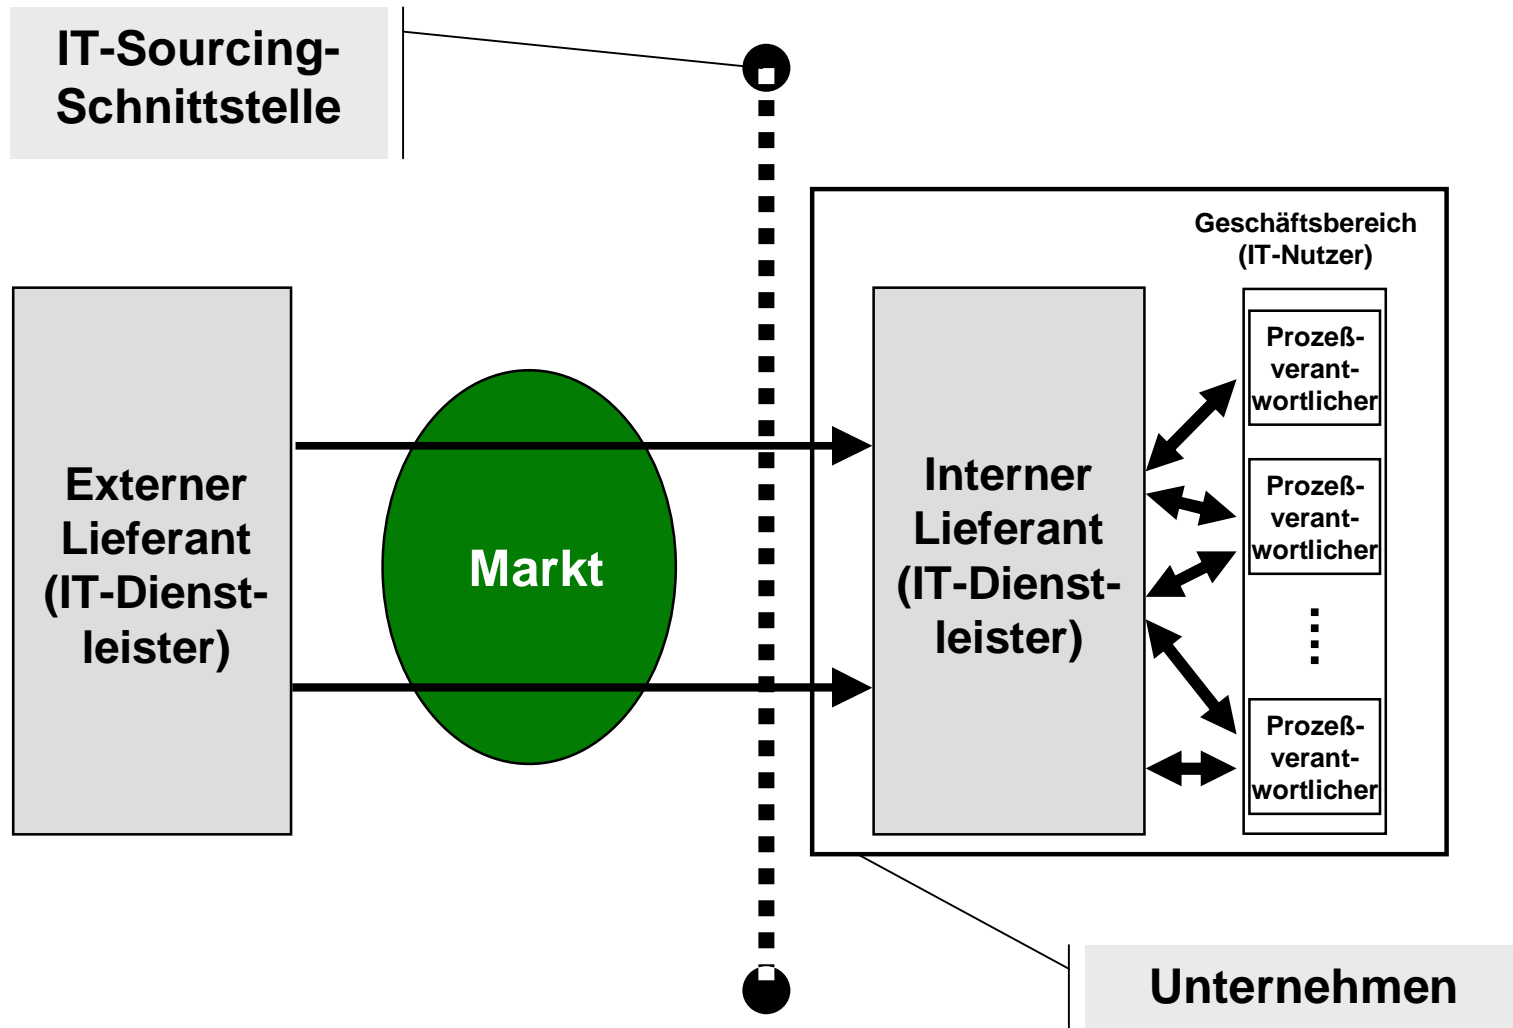 IT-Sourcing-
Schnittstelle
Geschäftsbereich
(IT-Nutzer)
Externer
Lieferant
(IT-Dienst-
leister)
Markt
Interner
Lieferant
(IT-Dienst-
leister)
Prozeß-
verant-
wortlicher
Prozeß-
verant-
wortlicher
Prozeß-
verant-
wortlicher
Unternehmen